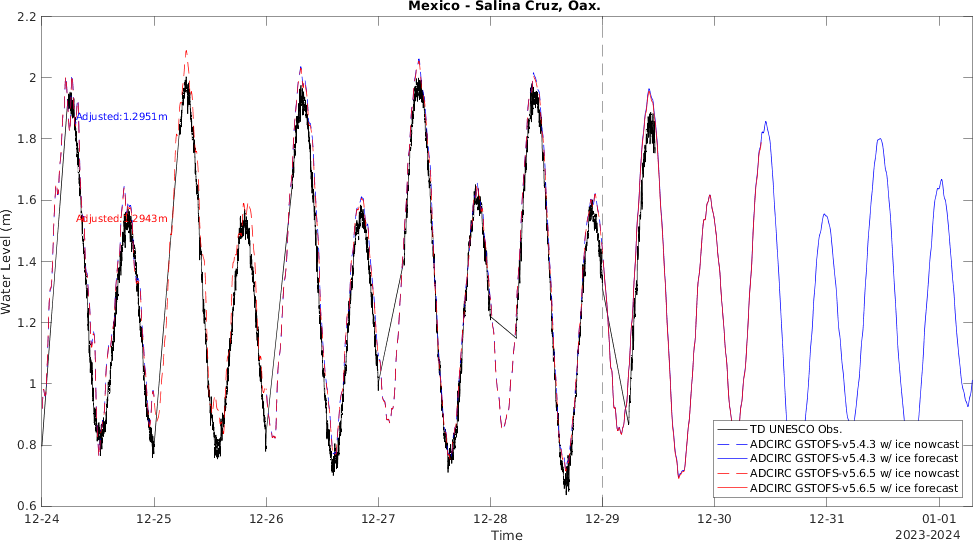 Mexico - Salina Cruz, Oax.
2.2
2
1.8
1.6
1.4
1.2
1
0.8
0.6
Water Level (m)
Adjusted:1.2951m
Adjusted:1.2943m
TD UNESCO Obs.
ADCIRC GSTOFS-v5.4.3 w/ ice nowcast
ADCIRC GSTOFS-v5.4.3 w/ ice forecast
ADCIRC GSTOFS-v5.6.5 w/ ice nowcast
ADCIRC GSTOFS-v5.6.5 w/ ice forecast
12-24 12-25 12-26 12-27 12-28 12-29 12-30 12-31 01-01
Time
2023-2024